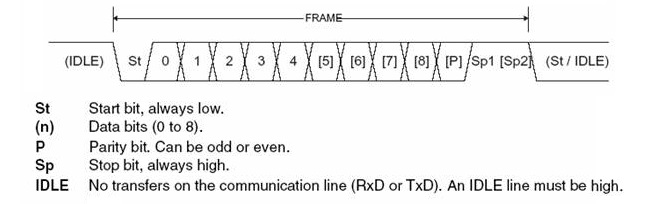 FRAME
(IDLE) St 0 1 2 3 4 [5] [6] [7] [8] [P] Sp1 [Sp2] (St / IDLE)
St Start bit, always low.
(n) Data bits (0 to 8).
P Parity bit. Can be odd or even.
Sp Stop bit, always high.
IDLE No transfers on the communication line (RxD or TxD). An IDLE line must be high.